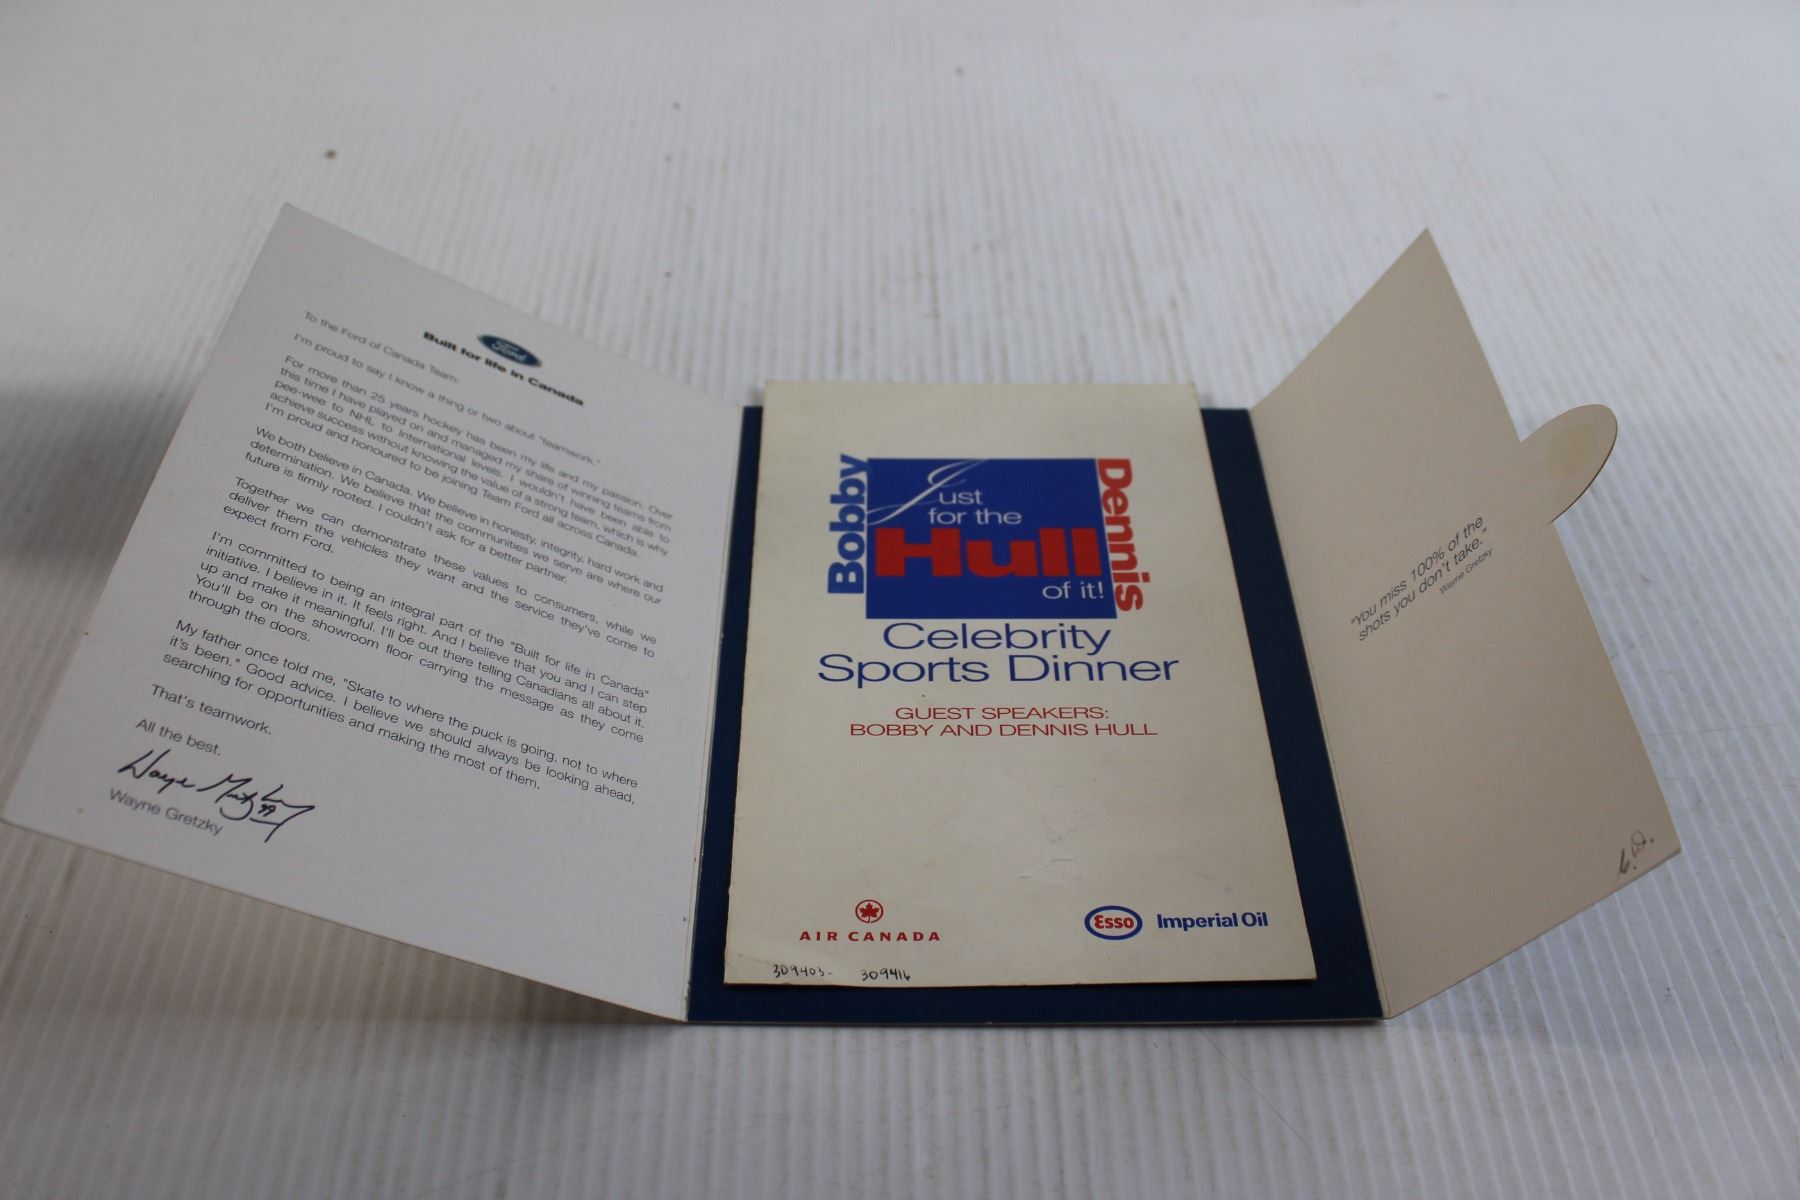 Ford
Built for life in Canada
To the Ford of Canada Team:
I'm proud to say I know a thing or two about "teamwork."
For more than 25 years hockey has been my life and my passion. Over
this time I have played on and managed my share of winning teams from
pee-wee to NHL to International levels. I wouldn't have been able to
achieve success without knowing the value of a strong team, which is why
I'm proud and honoured to be joining Team Ford all across Canada.
We both believe in Canada. We believe in honesty, integrity, hard work and
determination. We believe that the communities we serve are where our
future is firmly rooted. I couldn't ask for a better partner.
Together we can demonstrate these values to consumers, while we
deliver them the vehicles they want and the service they've come to
expect from Ford.
I'm committed to being an integral part of the "Built for life in Canada"
initiative. I believe in it. It feels right. And I believe that you and I can step
up and make it meaningful. I'll be out there telling Canadians all about it.
You'll be on the showroom floor carrying the message as they come
through the doors.
My father once told me, "Skate to where the puck is going, not to where
it's been." Good advice. I believe we should always be looking ahead,
searching for opportunities and making the most of them.
That's teamwork.
All the best.
Wayne Gretzky 99
Wayne Gretzky
Bobby
Just
for the
Hull
of it!
Dennis
Celebrity
Sports Dinner
GUEST SPEAKERS:
BOBBY AND DENNIS HULL
AIR CANADA
Esso Imperial Oil
309403- 309416
"You miss 100% of the
shots you don't take."
Wayne Gretzky